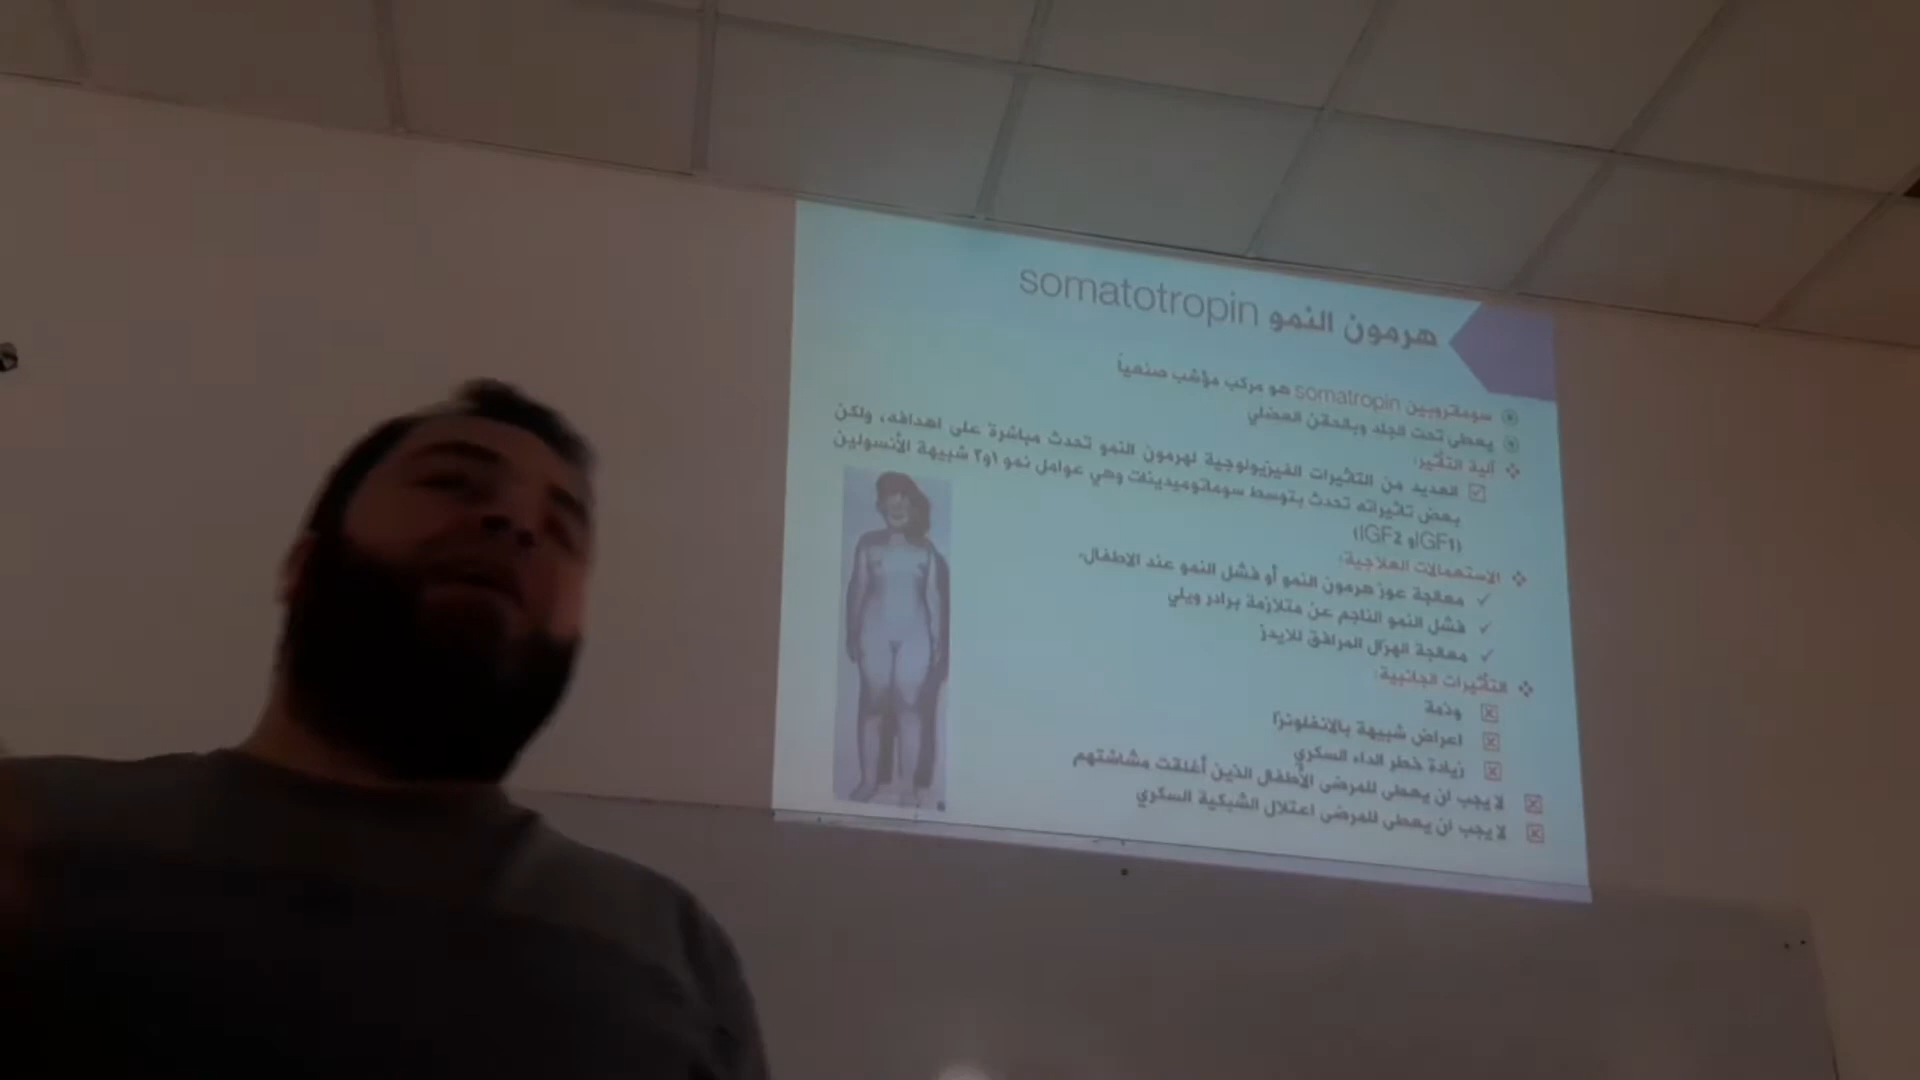 هرمون النمو somatotropin
سوماتروبين somatropin هو مركب مؤشب صنعياً
يعطى تحت الجلد وبالحقن العضلي
آلية التأثير:
العديد من التأثيرات الفيزيولوجية لهرمون النمو تحدث مباشرة على اهدافه، ولكن
بعض تأثيراته تحدث بتوسط سوماتوميدينات وهي عوامل نمو ١و٢ شبيهة الأنسولين
(IGF1و IGF2)
الاستعمالات العلاجية:
معالجة عوز هرمون النمو أو فشل النمو عند الاطفال.
فشل النمو الناجم عن متلازمة برادر ويلي
معالجة الهزال المرافق للايدز
التأثيرات الجانبية:
وذمة
اعراض شبيهة بالانفلونزا
زيادة خطر الداء السكري
لا يجب ان يعطى للمرضى الأطفال الذين أغلقت مشاشتهم
لا يجب ان يعطى للمرضى اعتلال الشبكية السكري